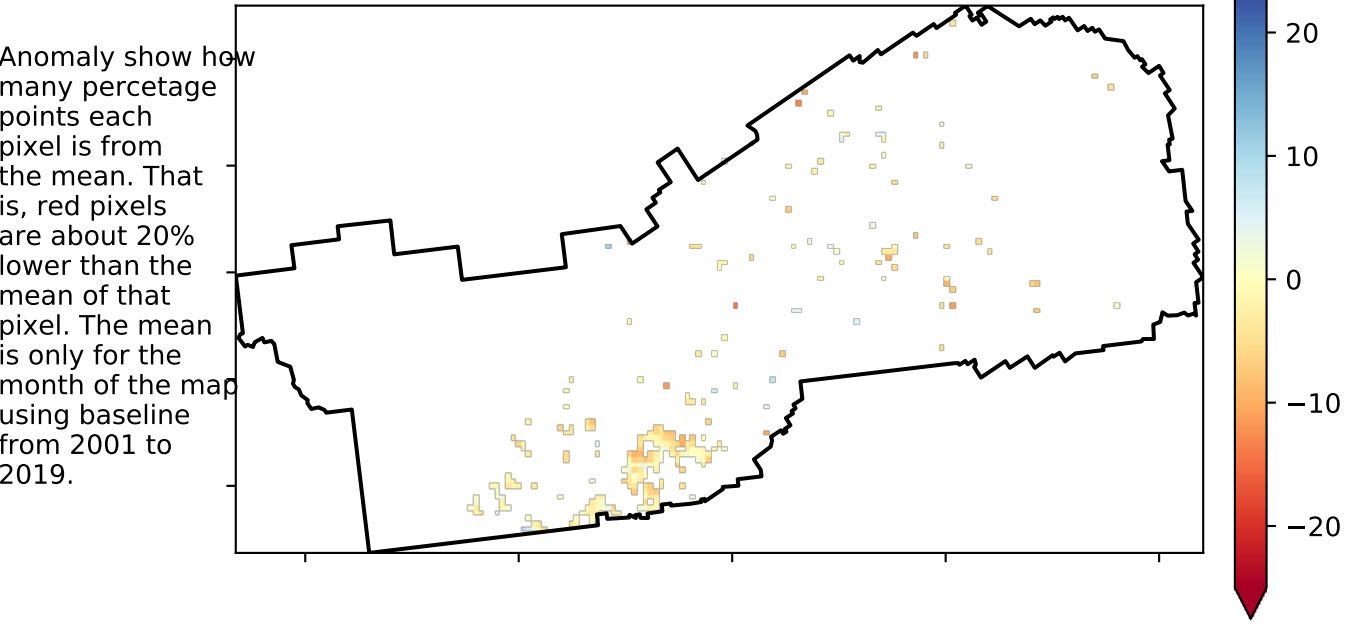 Anomaly show how
many percetage
points each
pixel is from
the mean. That
is, red pixels
are about 20%
lower than the
mean of that
pixel. The mean
is only for the
month of the map
using baseline
from 2001 to
2019.
20
10
0
−10
−20